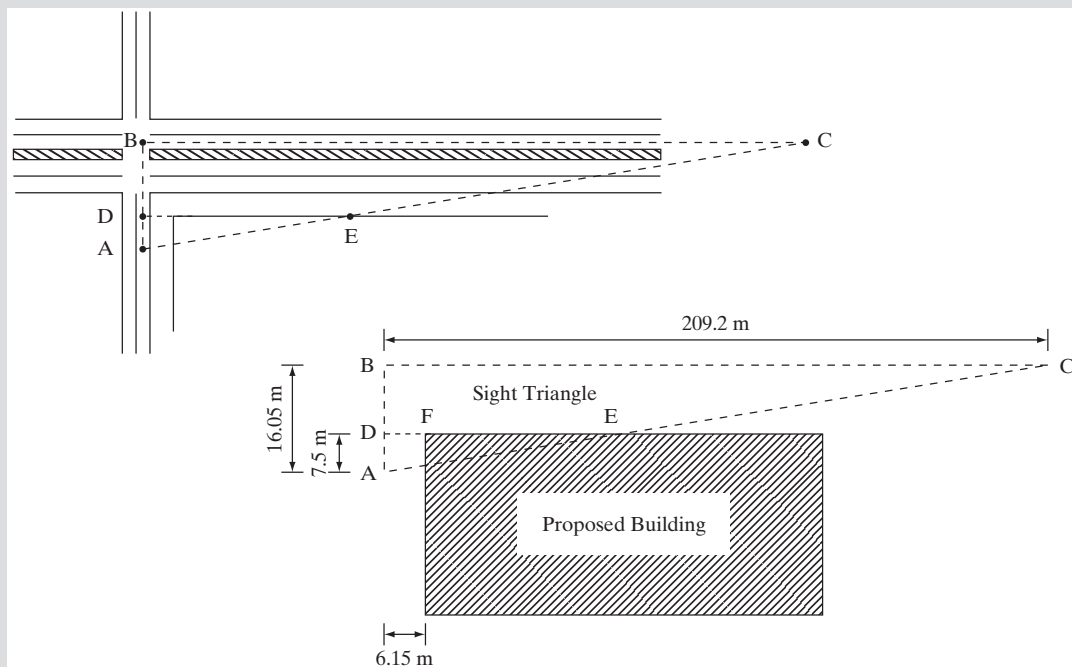 B
C
D
E
A
209.2 m
B
C
Sight Triangle
16.05 m
F
E
D
7.5 m
A
Proposed Building
6.15 m